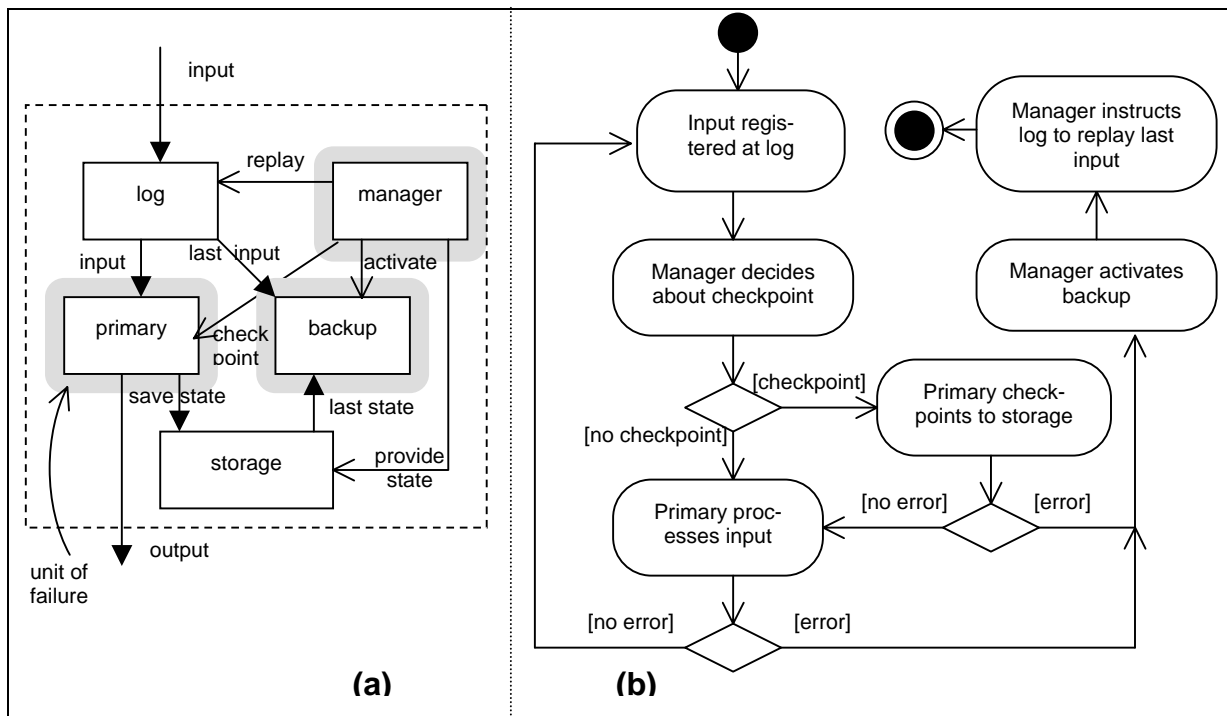 input
replay
log
manager
last input
input
activate
primary
check
point
backup
save state
last state
storage
provide
state
output
unit of
failure
(a)
Input regis-
tered at log
Manager instructs
log to replay last
input
Manager decides
about checkpoint
Manager activates
backup
[checkpoint]
Primary check-
points to storage
[no checkpoint]
Primary proc-
esses input
[no error]
[error]
[no error]
[error]
(b)